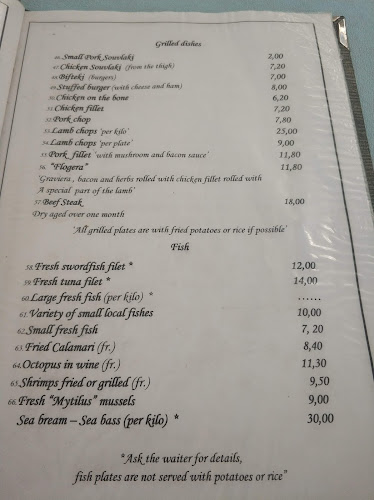 Grilled dishes
46. Small Pork Souvlaki 2,00
47. Chicken Souvlaki (from the thigh) 7,20
48. Bifteki (burgers) 7,00
49. Stuffed burger (with cheese and ham) 8,00
50. Chicken on the bone 6,20
51. Chicken fillet 7,20
52. Pork chop 7,80
53. Lamb chops 'per kilo' 25,00
54. Lamb chops 'per plate' 9,00
55. Pork fillet 'with mushroom and bacon sauce' 11,80
56. "Flogera" 11,80
'Graviera, bacon and herbs rolled with chicken fillet rolled with
A special part of the lamb'
57. Beef Steak 18,00
Dry aged over one month
'All grilled plates are with fried potatoes or rice if possible'
Fish
58. Fresh swordfish filet * 12,00
59. Fresh tuna filet * 14,00
60. Large fresh fish (per kilo) * ......
61. Variety of small local fishes 10,00
62. Small fresh fish 7, 20
63. Fried Calamari (fr.) 8,40
64. Octopus in wine (fr.) 11,30
65. Shrimps fried or grilled (fr.) 9,50
66. Fresh "Mytilus" mussels 9,00
Sea bream – Sea bass (per kilo) * 30,00
"Ask the waiter for details,
fish plates are not served with potatoes or rice"